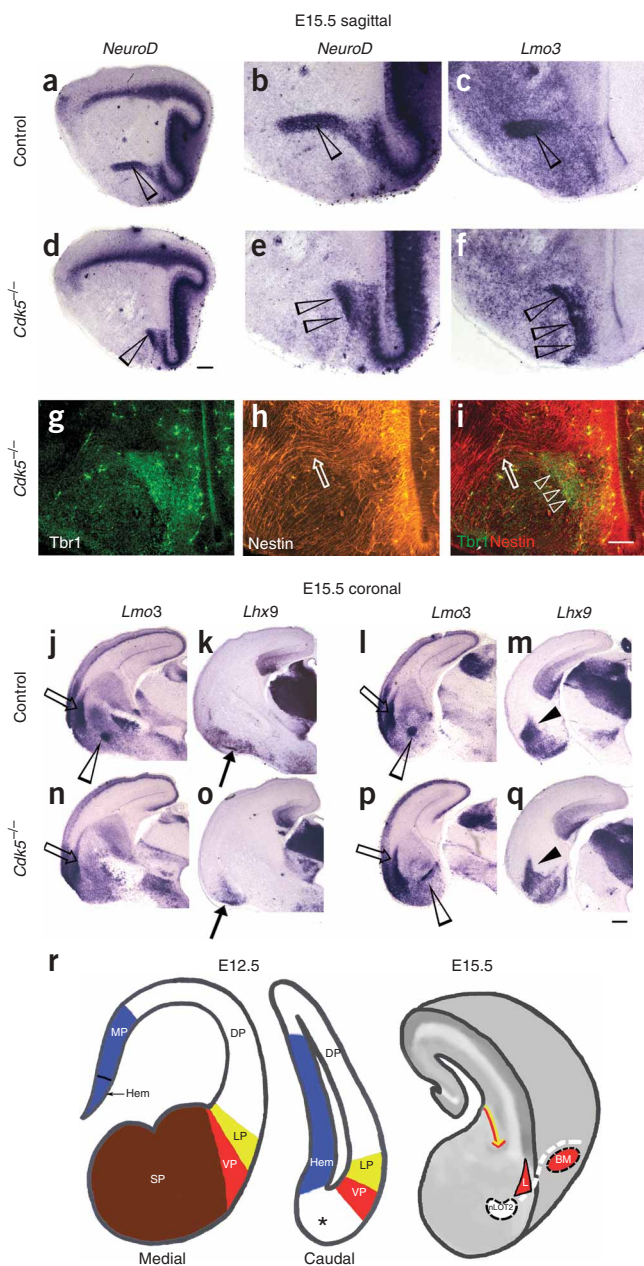 E15.5 sagittal
NeuroD NeuroD Lmo3
a b c
Control
d e f
Cdk5–/–
g h i
Cdk5–/–
Tbr1 Nestin Tbr1Nestin
E15.5 coronal
Lmo3 Lhx9 Lmo3 Lhx9
j k l m
Control
n o p q
Cdk5–/–
r E12.5 E15.5
MP DP DP
Hem
LP Hem LP BM
VP VP L
SP nLOT2
*
Medial Caudal